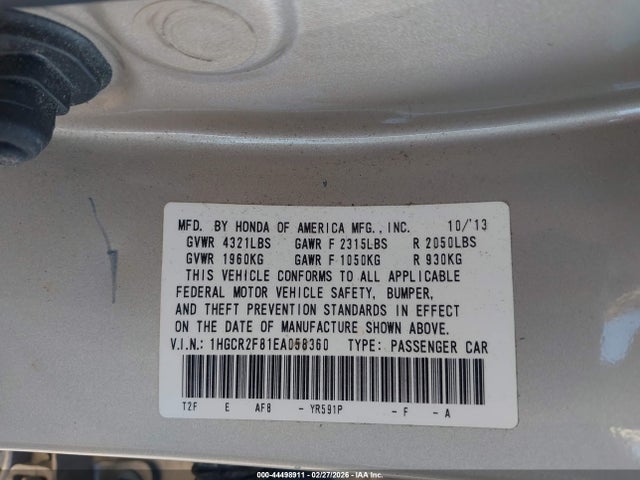 MFD. BY HONDA OF AMERICA MFG., INC. 10/'13
GVWR 4321LBS GAWR F 2315LBS R 2050LBS
GVWR 1960KG GAWR F 1050KG R 930KG
THIS VEHICLE CONFORMS TO ALL APPLICABLE
FEDERAL MOTOR VEHICLE SAFETY, BUMPER,
AND THEFT PREVENTION STANDARDS IN EFFECT
ON THE DATE OF MANUFACTURE SHOWN ABOVE.
V.I.N.: 1HGCR2F81EA058360 TYPE: PASSENGER CAR
T2F E AF8 - YR591P - F - A
000-44498911 - 02/27/2026 - IAA Inc.